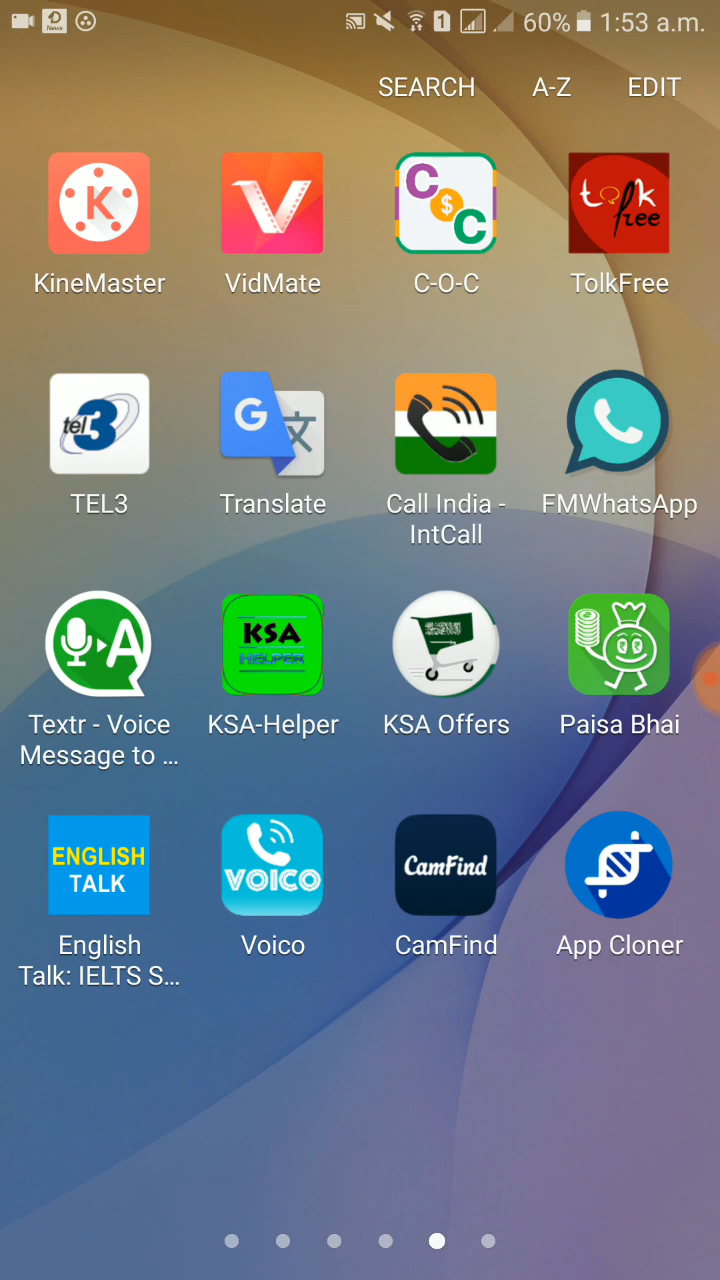 News
1 60% 1:53 a.m.
SEARCH A-Z EDIT
K V C $ C tolk
free
KineMaster VidMate C-O-C TolkFree
tel3 G 文
TEL3 Translate Call India - FMWhatsApp
IntCall
A KSA
HELPER
Textr - Voice KSA-Helper KSA Offers Paisa Bhai
Message to ...
ENGLISH
TALK VOICO CamFind
English Voico CamFind App Cloner
Talk: IELTS S...